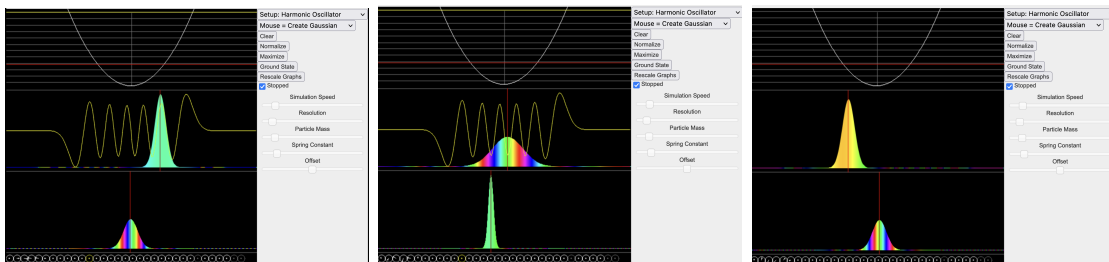 Setup: Harmonic Oscillator
Mouse = Create Gaussian
Clear
Normalize
Maximize
Ground State
Rescale Graphs
Stopped
Simulation Speed
Resolution
Particle Mass
Spring Constant
Offset
Setup: Harmonic Oscillator
Mouse = Create Gaussian
Clear
Normalize
Maximize
Ground State
Rescale Graphs
Stopped
Simulation Speed
Resolution
Particle Mass
Spring Constant
Offset
Setup: Harmonic Oscillator
Mouse = Create Gaussian
Clear
Normalize
Maximize
Ground State
Rescale Graphs
Stopped
Simulation Speed
Resolution
Particle Mass
Spring Constant
Offset